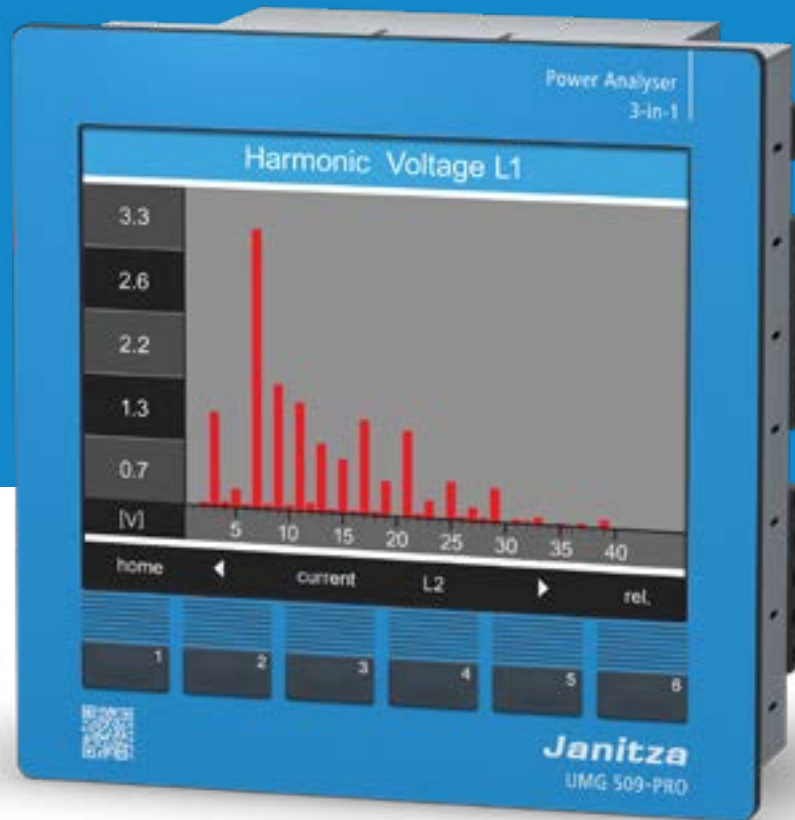 Power Analyser
3-in-1
Harmonic Voltage L1
3.3
2.6
2.2
1.3
0.7
[V]
5 10 15 20 25 30 35 40
home current L2 rel.
1 2 3 4 5 6
Janitza
UMG 509-PRO